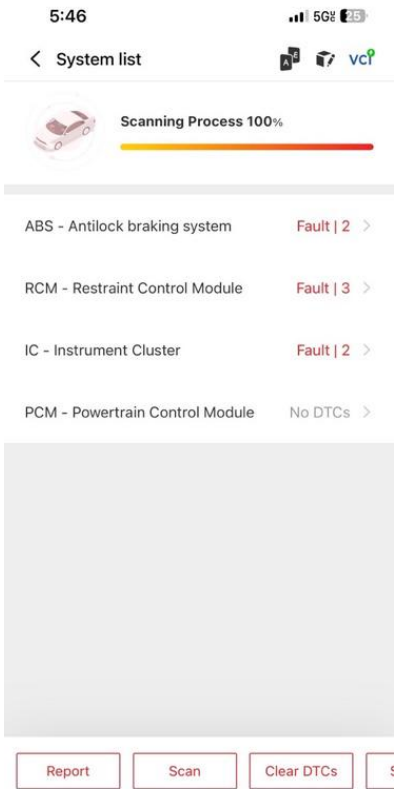 5:46
5G 25
System list
VCI
Scanning Process 100%
ABS - Antilock braking system Fault | 2
RCM - Restraint Control Module Fault | 3
IC - Instrument Cluster Fault | 2
PCM - Powertrain Control Module No DTCs
Report Scan Clear DTCs